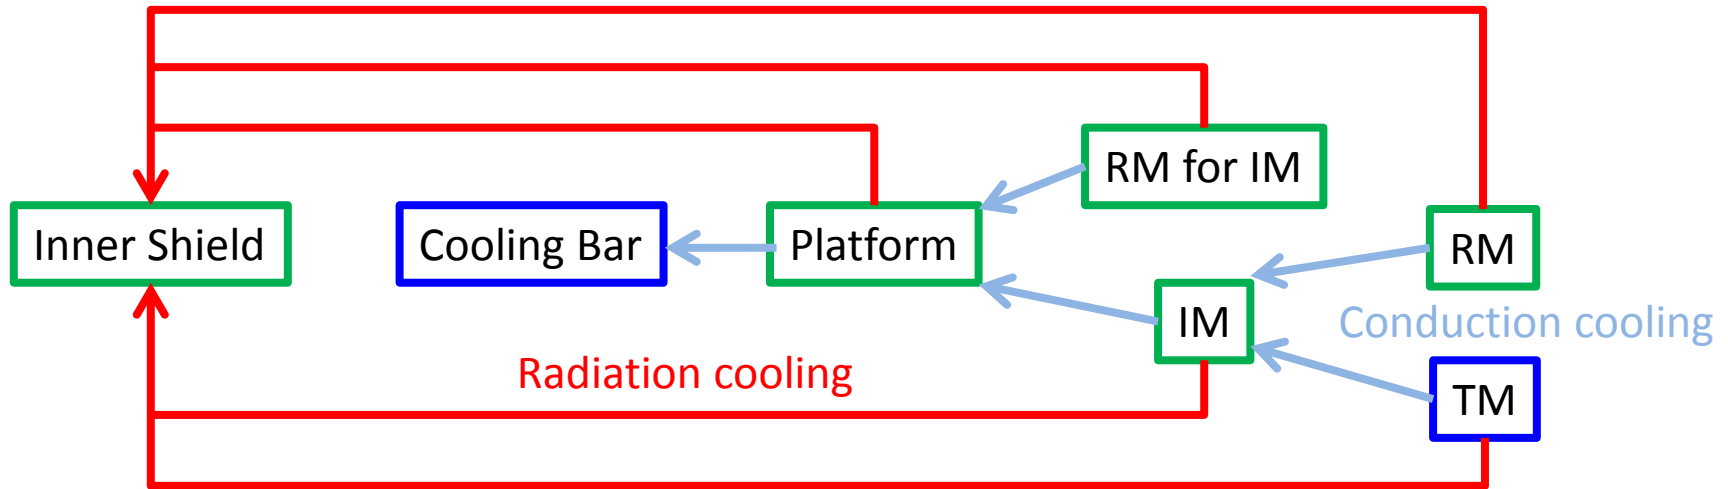 RM for IM
Inner Shield
Cooling Bar
Platform
RM
IM
Conduction cooling
Radiation cooling
TM